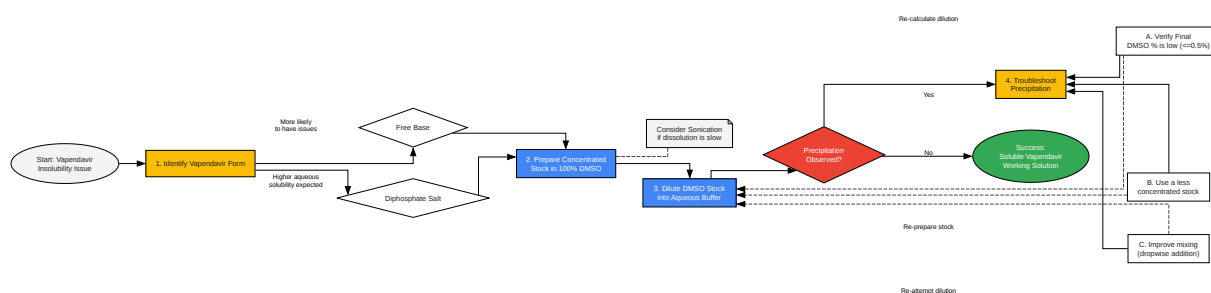 Re-calculate dilution
A. Verify Final
DMSO % is low (<=0.5%)
4. Troubleshoot
Precipitation
Yes
More likely
to have issues
Free Base
Consider Sonication
if dissolution is slow
Start: Vapendavir
Insolubility Issue
1. Identify Vapendavir Form
2. Prepare Concentrated
Stock in 100% DMSO
Precipitation
Observed?
No
Success:
Soluble Vapendavir
Working Solution
Higher aqueous
solubility expected
Diphosphate Salt
3. Dilute DMSO Stock
into Aqueous Buffer
B. Use a less
concentrated stock
Re-prepare stock
C. Improve mixing
(dropwise addition)
Re-attempt dilution